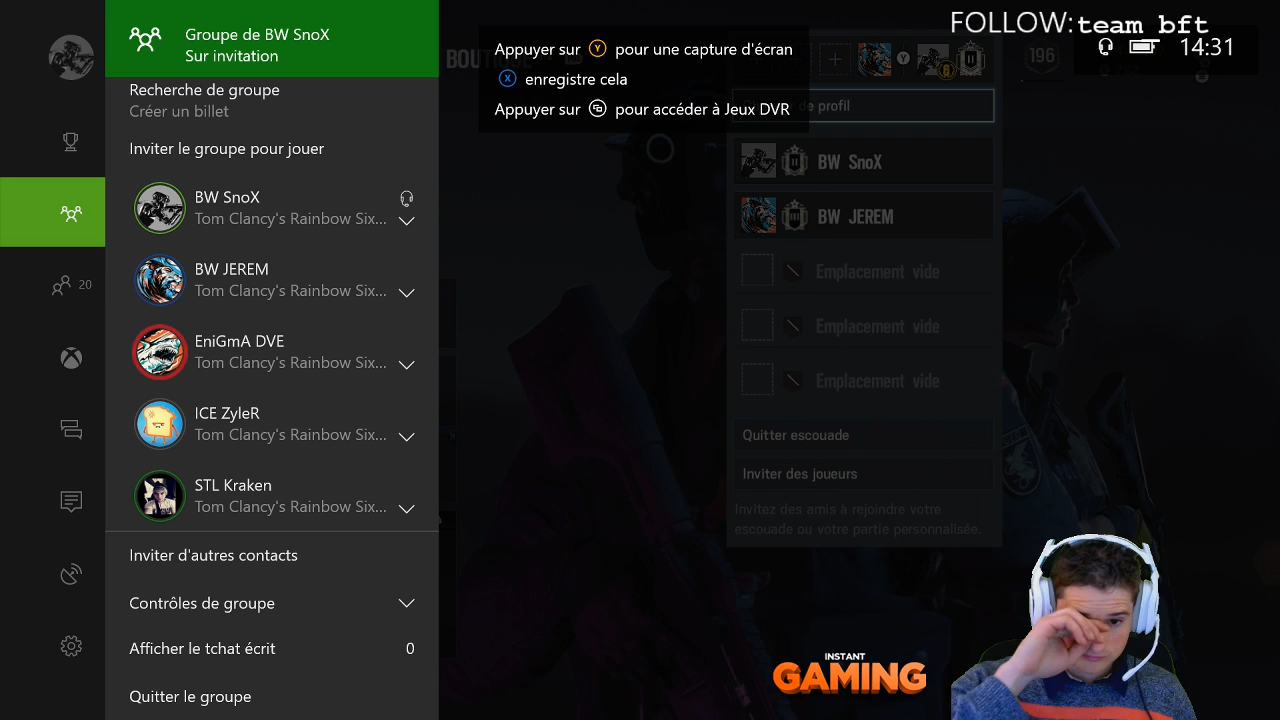 Groupe de BW SnoX
Sur invitation
Recherche de groupe
Créer un billet
Inviter le groupe pour jouer
BW SnoX
Tom Clancy's Rainbow Six...
BW JEREM
Tom Clancy's Rainbow Six...
EniGmA DVE
Tom Clancy's Rainbow Six...
ICE ZyleR
Tom Clancy's Rainbow Six...
STL Kraken
Tom Clancy's Rainbow Six...
Inviter d'autres contacts
Contrôles de groupe
Afficher le tchat écrit 0
Quitter le groupe
20
Appuyer sur Y pour une capture d'écran
X enregistre cela
Appuyer sur pour accéder à Jeux DVR
FOLLOW:team bft
14:31
196
de profil
BW SnoX
BW JEREM
Emplacement vide
Emplacement vide
Emplacement vide
Quitter escouade
Inviter des joueurs
Invitez des amis à rejoindre votre
escouade ou votre partie personnalisée.
INSTANT
GAMING